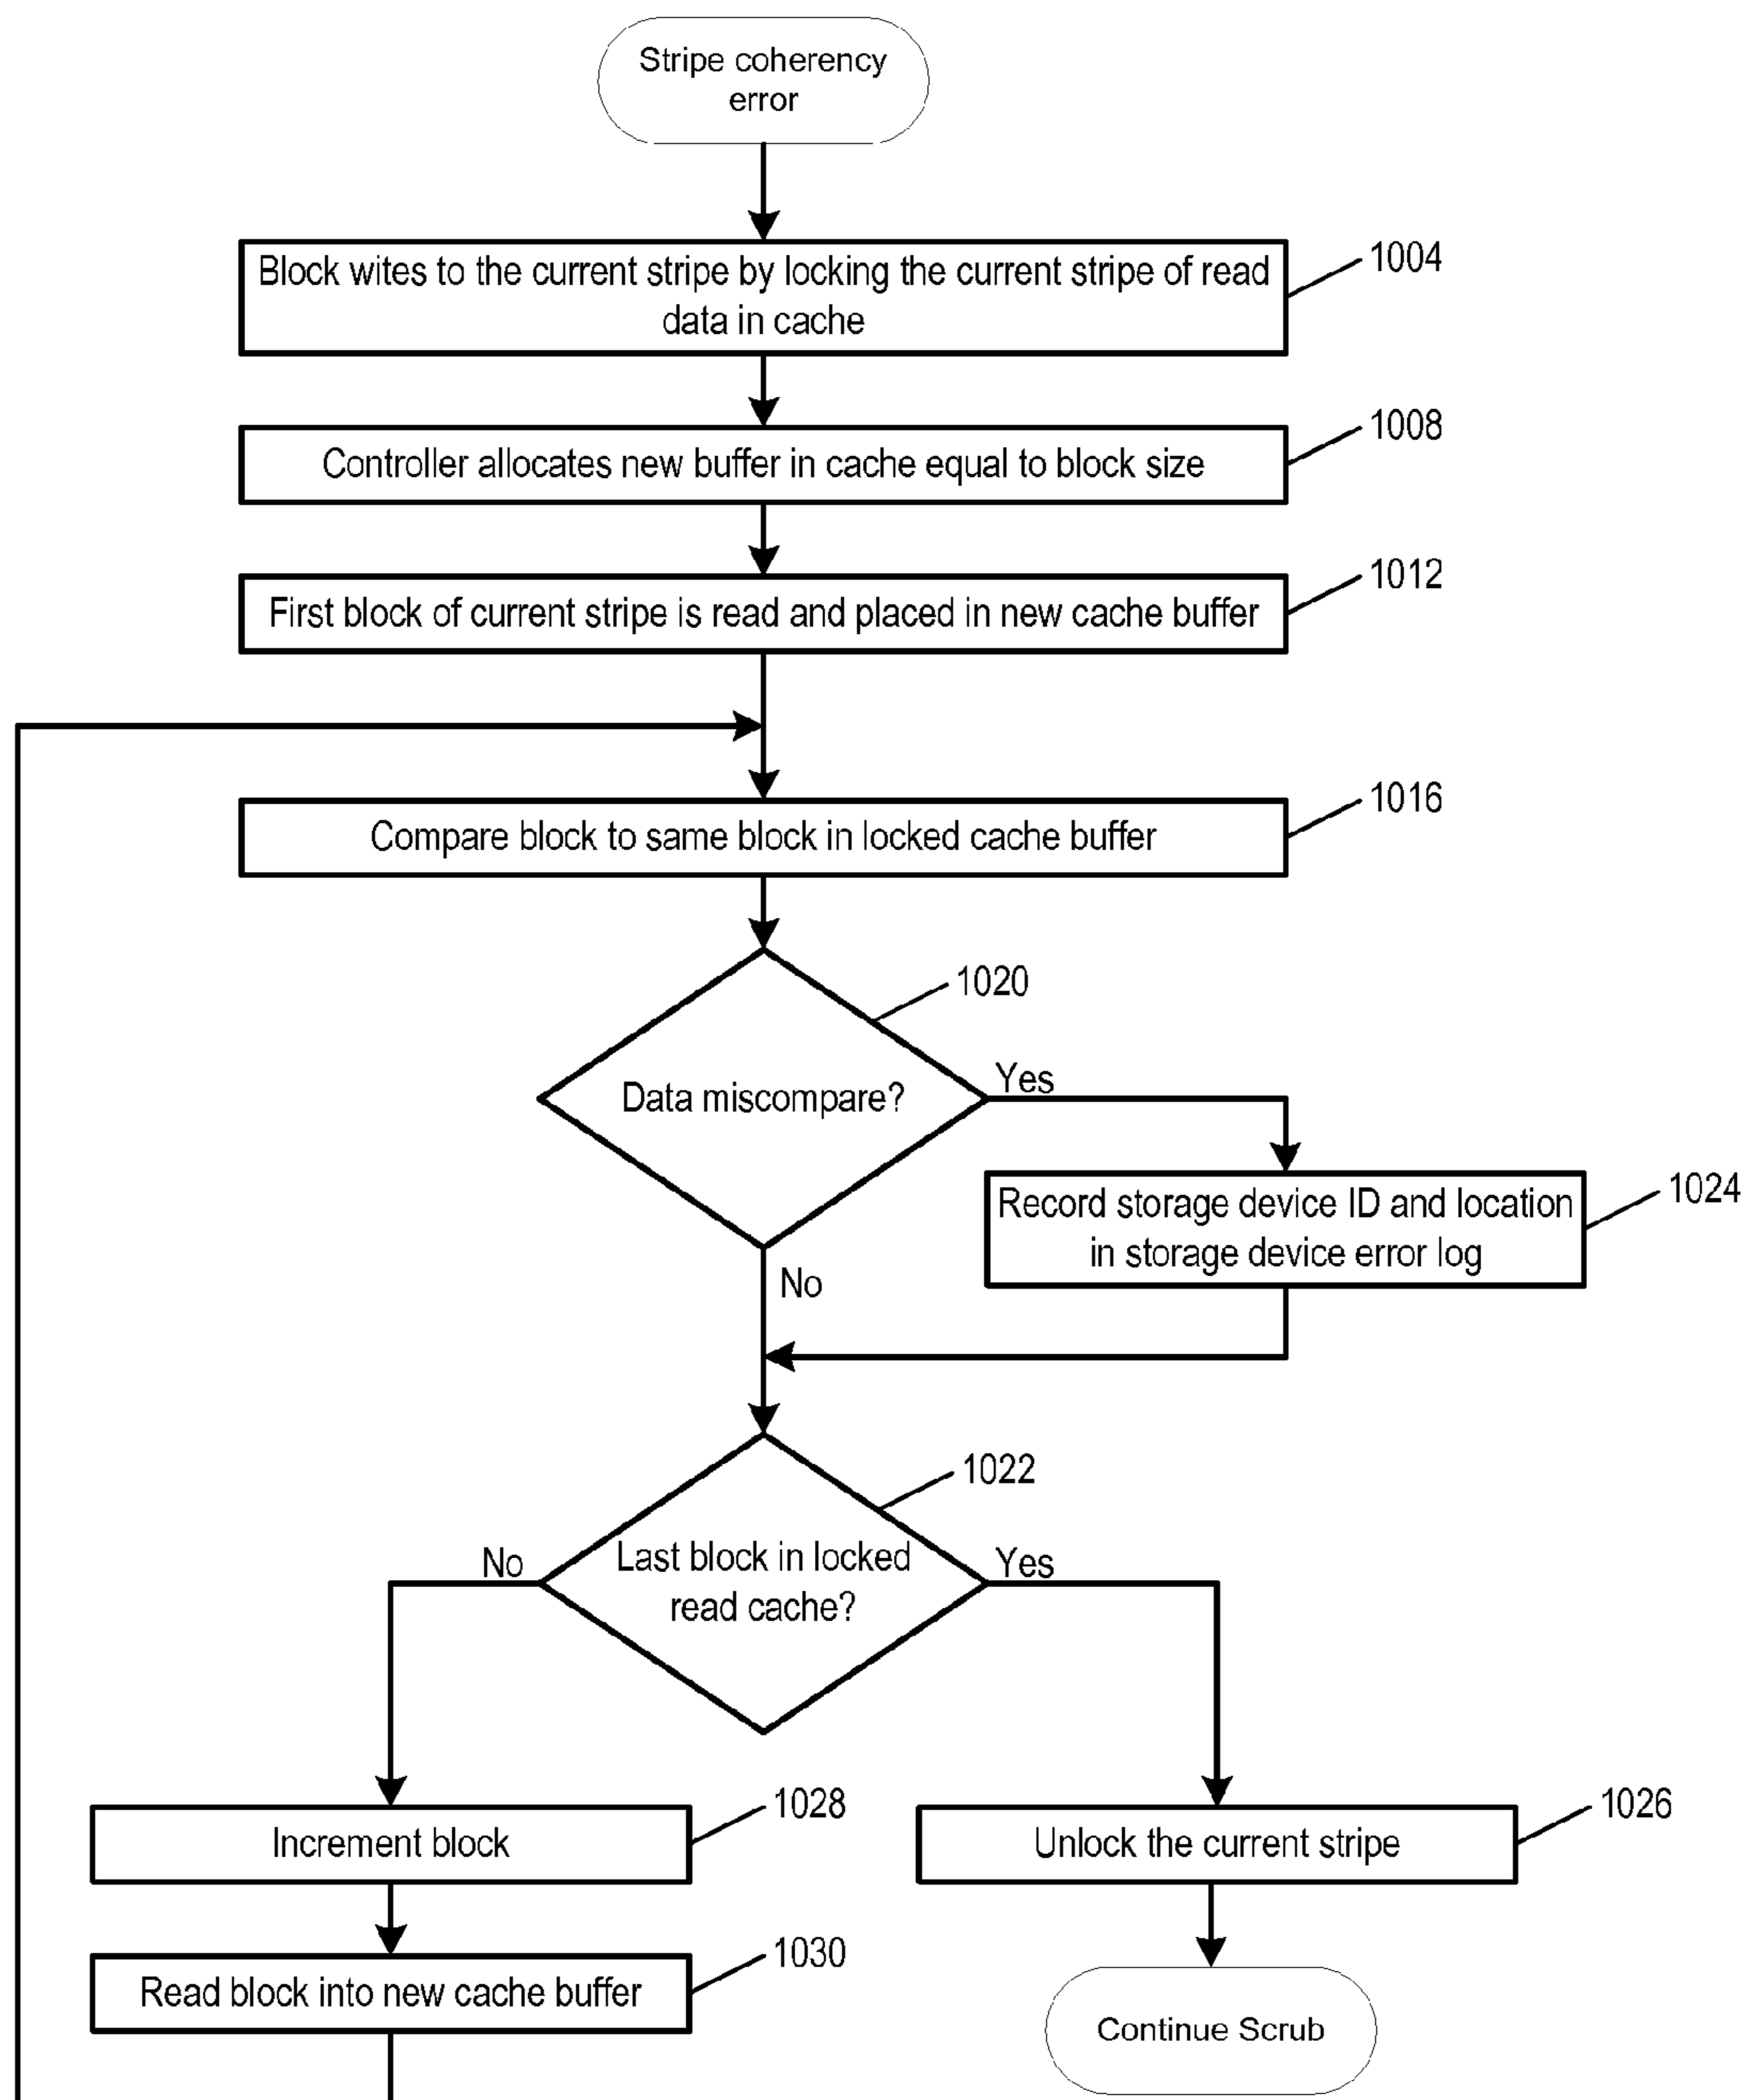 Stripe coherency
error
1004
Block wites to the current stripe by locking the current stripe of read
data in cache
1008
Controller allocates new buffer in cache equal to block size
1012
First block of current stripe is read and placed in new cache buffer
1016
Compare block to same block in locked cache buffer
1020
Data miscompare?
Yes
1024
Record storage device ID and location
in storage device error log
No
1022
Last block in locked
read cache?
No
Yes
1028
Increment block
1026
Unlock the current stripe
1030
Read block into new cache buffer
Continue Scrub